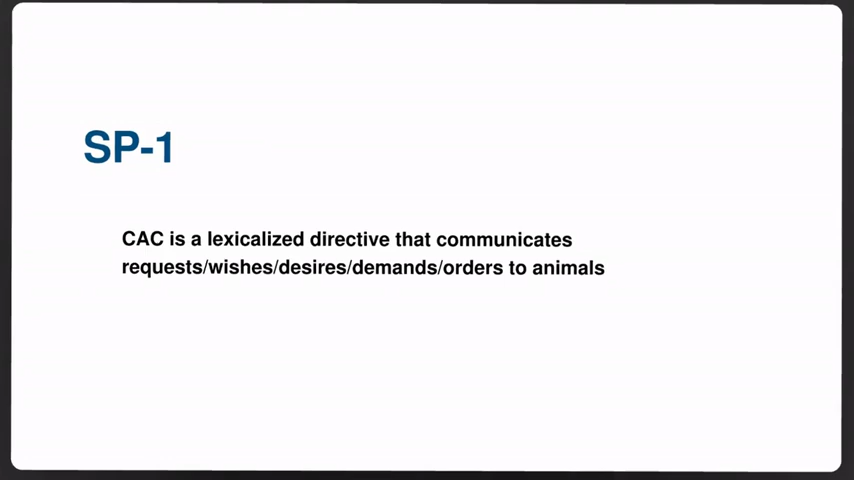 SP-1
CAC is a lexicalized directive that communicates
requests/wishes/desires/demands/orders to animals